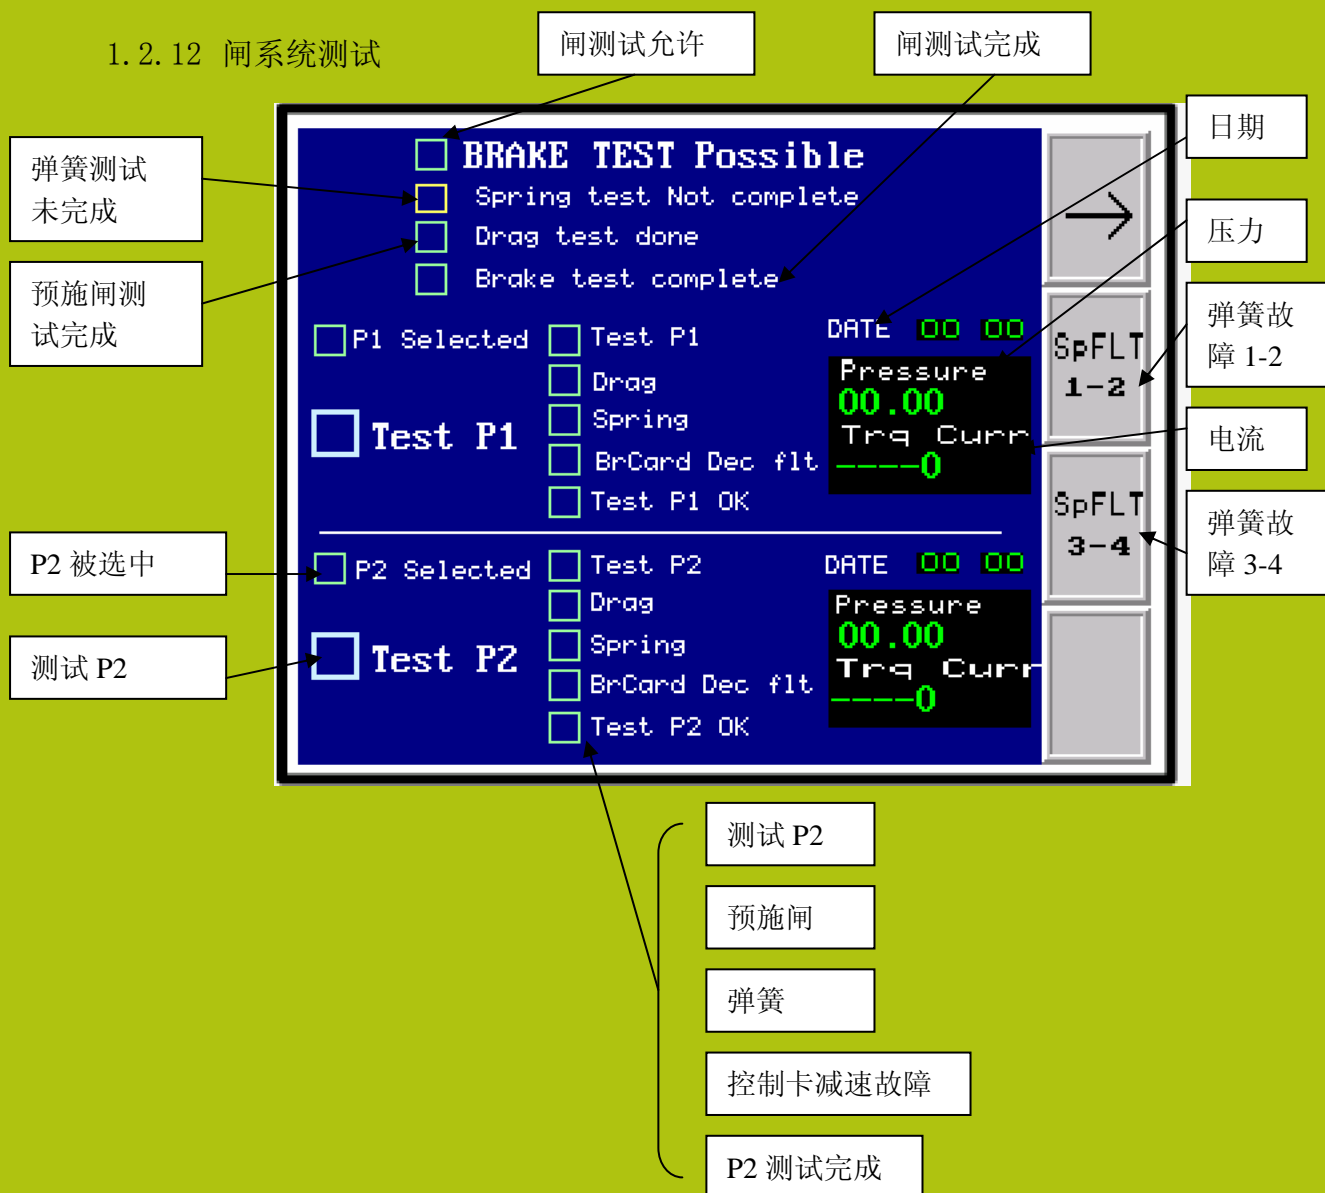 1.2.12 闸系统测试
闸测试允许
闸测试完成
日期
压力
弹簧故
障 1-2
电流
弹簧故
障 3-4
弹簧测试
未完成
预施闸测
试完成
P2 被选中
测试 P2
BRAKE TEST Possible
Spring test Not complete
Drag test done
Brake test complete
P1 Selected
Test P1
Test P1
Drag
Spring
BrCard Dec flt
Test P1 OK
DATE 00 00
Pressure
00.00
Trq Curr
----0
P2 Selected
Test P2
Test P2
Drag
Spring
BrCard Dec flt
Test P2 OK
DATE 00 00
Pressure
00.00
Trq Curr
----0
→
SpFLT
1-2
SpFLT
3-4
测试 P2
预施闸
弹簧
控制卡减速故障
P2 测试完成